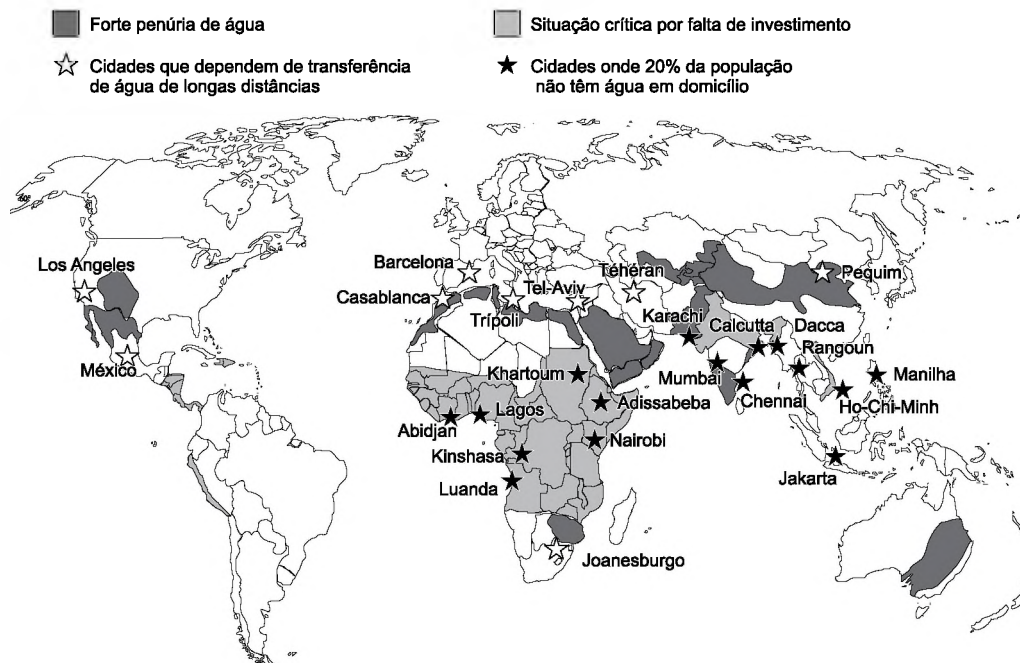 Forte penúria de água
Situação crítica por falta de investimento
Cidades que dependem de transferência
de água de longas distâncias
Cidades onde 20% da população
não têm água em domicílio
Los Angeles
México
Barcelona
Casablanca
Trípoli
Tel-Aviv
Téhéran
Pequim
Karachi
Calcutta
Dacca
Rangoun
Mumbai
Chennai
Manilha
Ho-Chi-Minh
Jakarta
Khartoum
Adissabeba
Lagos
Abidjan
Nairobi
Kinshasa
Luanda
Joanesburgo